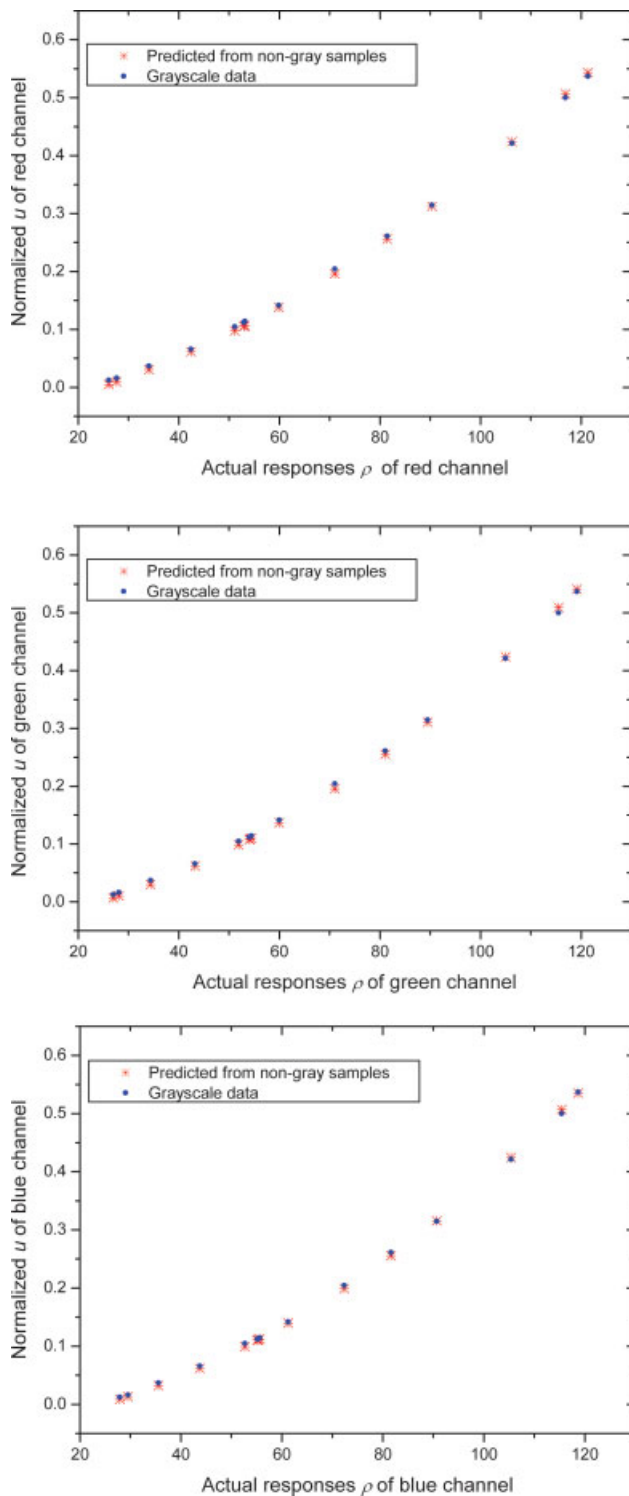 0.6
Predicted from non-gray samples
Grayscale data
0.5
0.4
0.3
0.2
0.1
0.0
Normalized u of red channel
20 40 60 80 100 120
Actual responses ρ of red channel
0.6
Predicted from non-gray samples
Grayscale data
0.5
0.4
0.3
0.2
0.1
0.0
Normalized u of green channel
20 40 60 80 100 120
Actual responses ρ of green channel
0.6
Predicted from non-gray samples
Grayscale data
0.5
0.4
0.3
0.2
0.1
0.0
Normalized u of blue channel
20 40 60 80 100 120
Actual responses ρ of blue channel